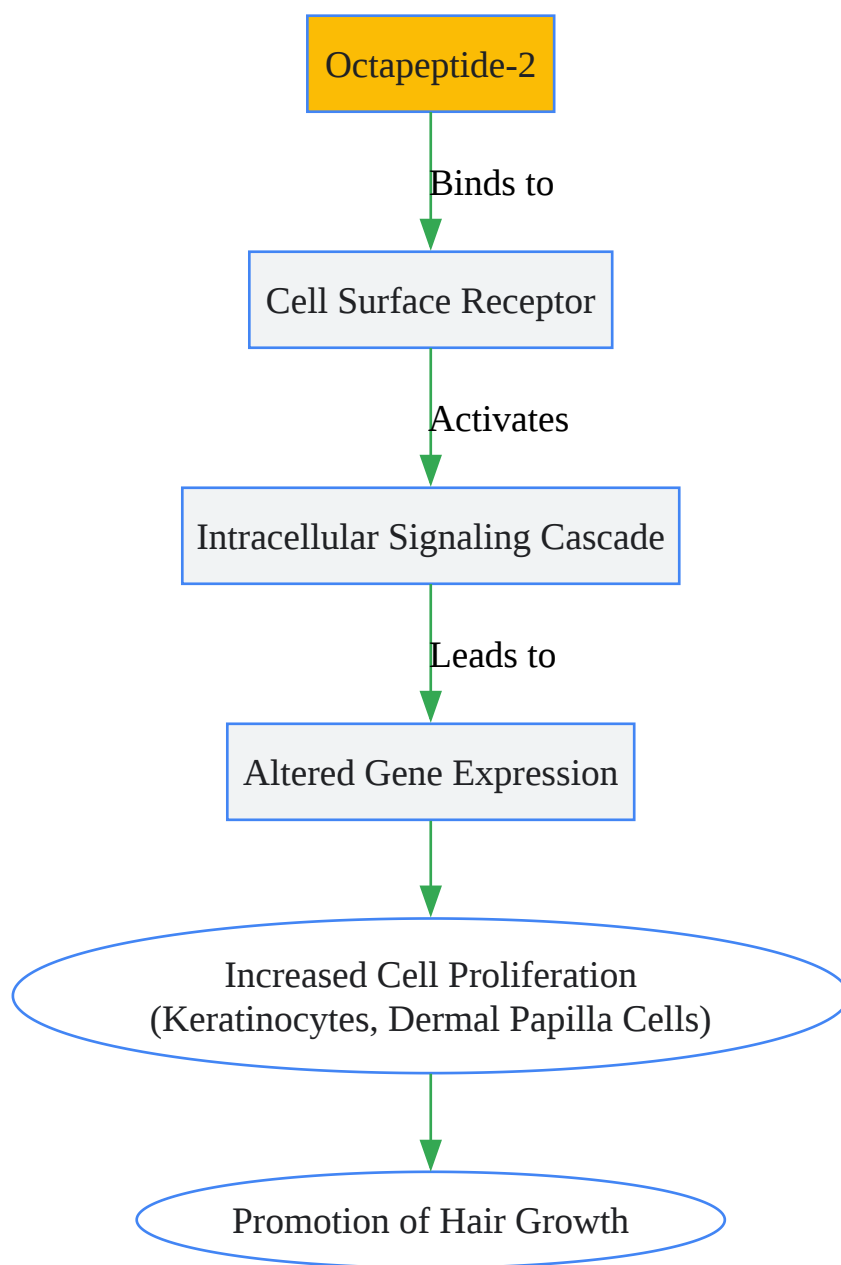 Octapeptide-2
Binds to
Cell Surface Receptor
Activates
Intracellular Signaling Cascade
Leads to
Altered Gene Expression
Increased Cell Proliferation
(Keratinocytes, Dermal Papilla Cells)
Promotion of Hair Growth